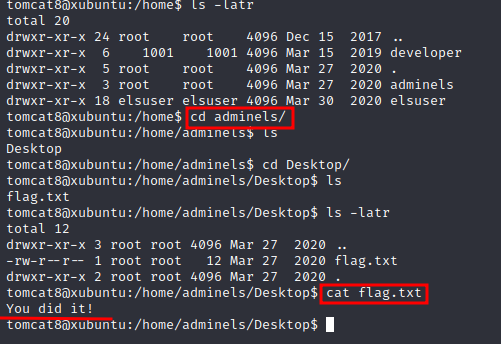 tomcat8@xubuntu:/home$ ls -latr
total 20
drwxr-xr-x 24 root    root    4096 Dec 15  2017 ..
drwxr-xr-x  6    1001    1001 4096 Mar 15  2019 developer
drwxr-xr-x  5 root    root    4096 Mar 27  2020 .
drwxr-xr-x  3 root    root    4096 Mar 27  2020 adminels
drwxr-xr-x 18 elsuser elsuser 4096 Mar 30  2020 elsuser
tomcat8@xubuntu:/home$ cd adminels/
tomcat8@xubuntu:/home/adminels$ ls
Desktop
tomcat8@xubuntu:/home/adminels$ cd Desktop/
tomcat8@xubuntu:/home/adminels/Desktop$ ls
flag.txt
tomcat8@xubuntu:/home/adminels/Desktop$ ls -latr
total 12
drwxr-xr-x 3 root root 4096 Mar 27  2020 ..
-rw-r--r-- 1 root root   12 Mar 27  2020 flag.txt
drwxr-xr-x 2 root root 4096 Mar 27  2020 .
tomcat8@xubuntu:/home/adminels/Desktop$ cat flag.txt
You did it!
tomcat8@xubuntu:/home/adminels/Desktop$